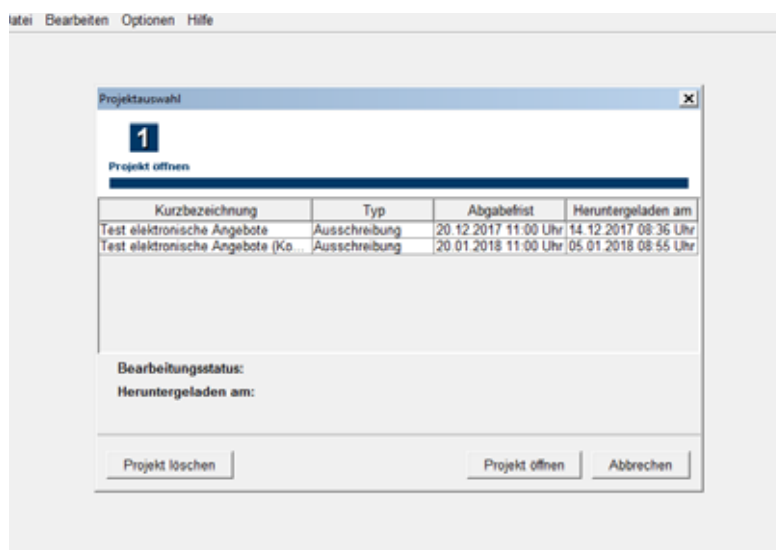 atei Bearbeiten Optionen Hilfe
Projektauswahl
1
Projekt öffnen
Kurzbezeichnung Typ Abgabefrist Heruntergeladen am
Test elektronische Angebote Ausschreibung 20.12.2017 11:00 Uhr 14.12.2017 08:36 Uhr
Test elektronische Angebote (Ko... Ausschreibung 20.01.2018 11:00 Uhr 05.01.2018 08:55 Uhr
Bearbeitungsstatus:
Heruntergeladen am:
Projekt löschen Projekt öffnen Abbrechen